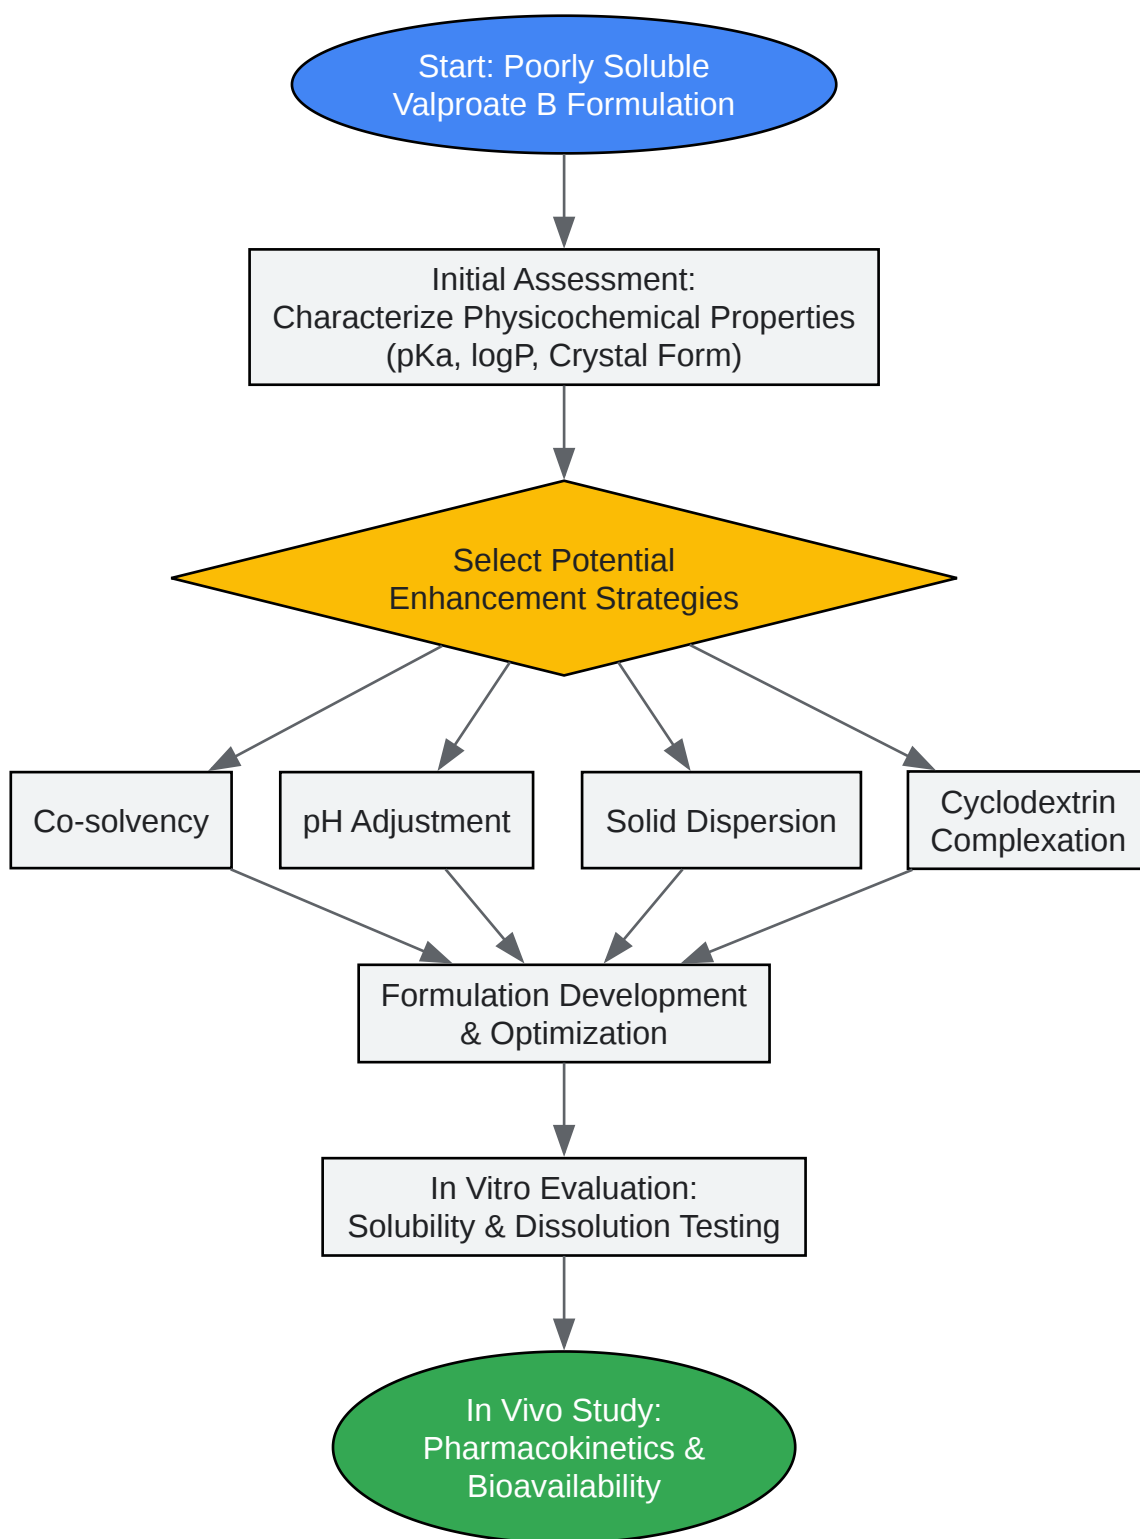 Start: Poorly Soluble
Valproate B Formulation
Initial Assessment:
Characterize Physicochemical Properties
(pKa, logP, Crystal Form)
Select Potential
Enhancement Strategies
Co-solvency
pH Adjustment
Solid Dispersion
Cyclodextrin
Complexation
Formulation Development
& Optimization
In Vitro Evaluation:
Solubility & Dissolution Testing
In Vivo Study:
Pharmacokinetics &
Bioavailability